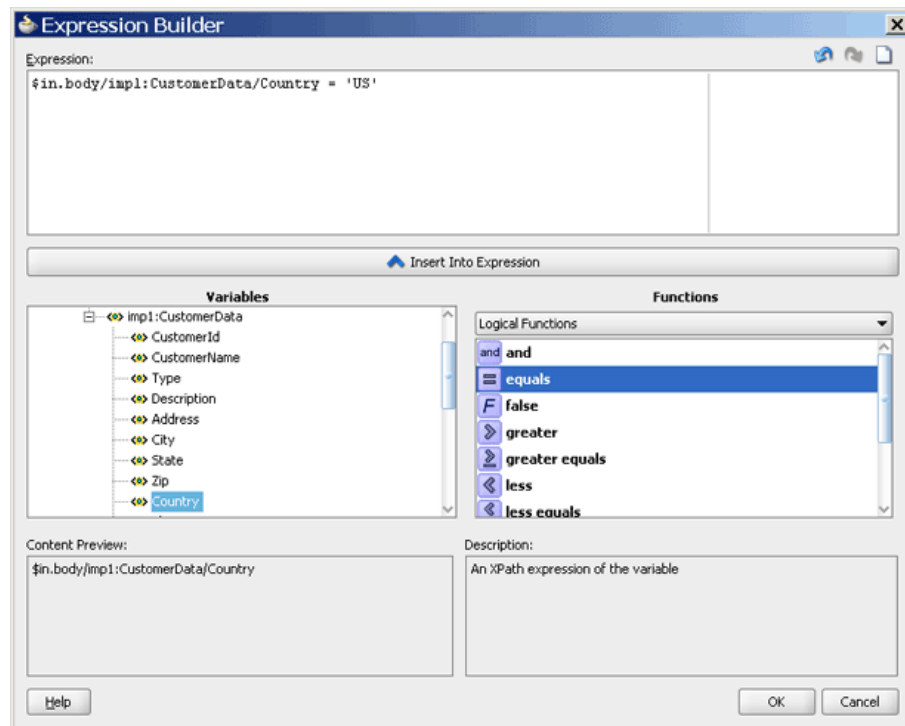 Expression Builder
Expression:
$in.body/imp1:CustomerData/Country = 'US'
Insert Into Expression
Variables
imp1:CustomerData
CustomerId
CustomerName
Type
Description
Address
City
State
Zip
Country
Functions
Logical Functions
and and
= equals
F false
greater
greater equals
less
less equals
Content Preview:
$in.body/imp1:CustomerData/Country
Description:
An XPath expression of the variable
Help
OK
Cancel